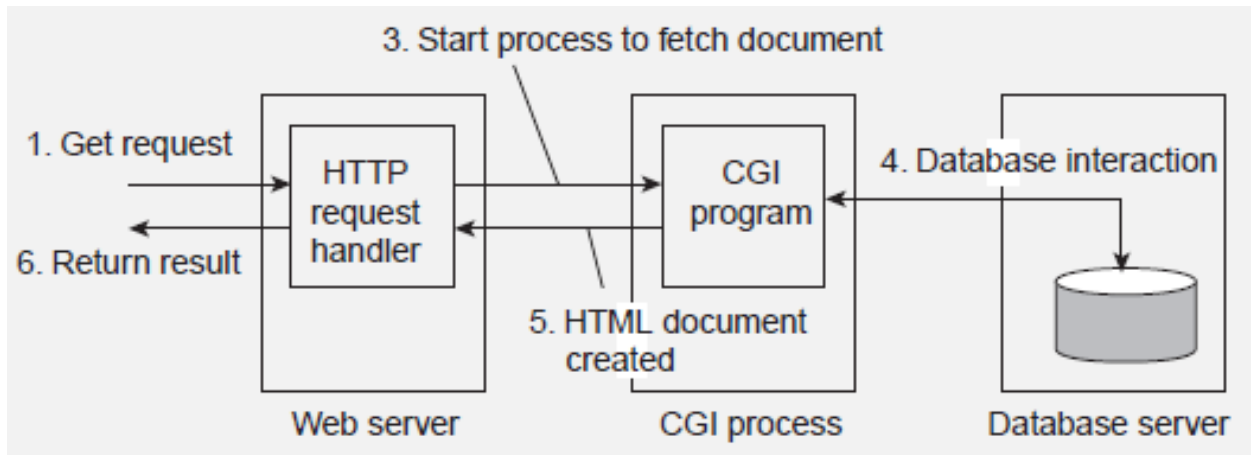 3. Start process to fetch document
1. Get request
HTTP
request
handler
CGI
program
4. Database interaction
6. Return result
5. HTML document
created
Web server
CGI process
Database server